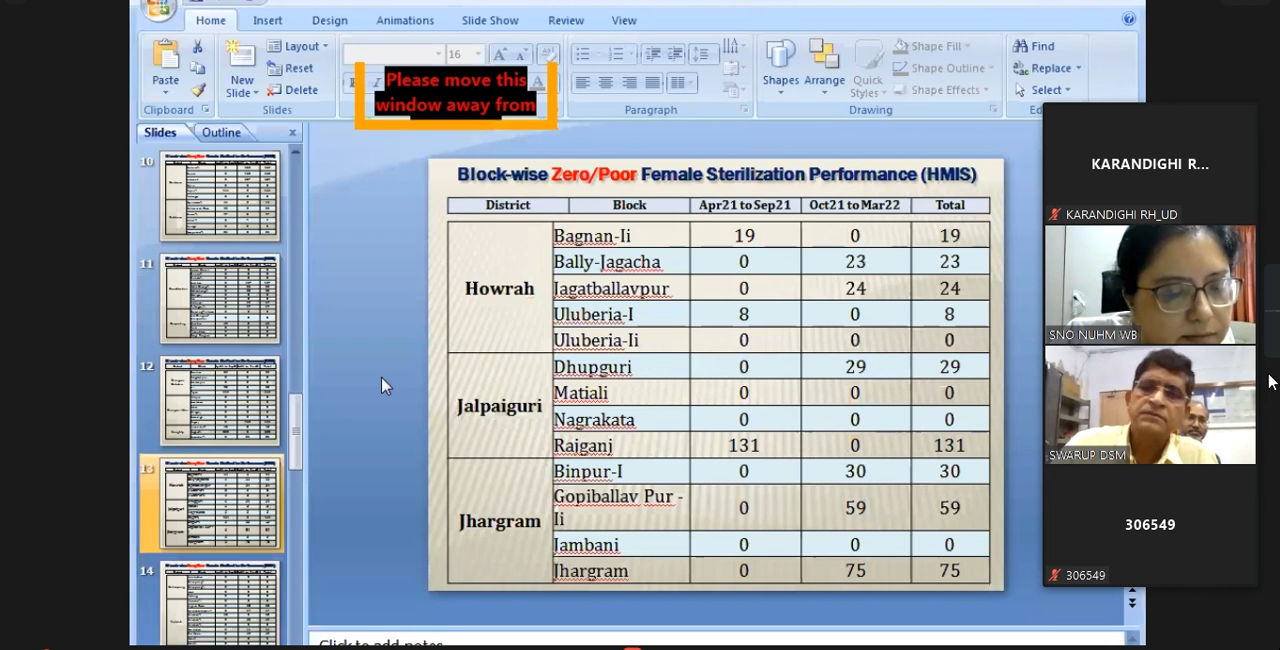 Home Insert Design Animations Slide Show Review View
Paste
Clipboard
New Slide
Layout
Reset
Delete
Slides
16
Please move this
window away from
Paragraph
Shapes Arrange Quick Styles
Shape Fill
Shape Outline
Shape Effects
Drawing
Find
Replace
Select
Slides Outline
10
11
12
13
14
Block-wise Zero/Poor Female Sterilization Performance (HMIS)
District Block Apr21 to Sep21 Oct21 to Mar22 Total
Howrah
Bagnan-Ii 19 0 19
Bally-Jagacha 0 23 23
Jagatballavpur 0 24 24
Uluberia-I 8 0 8
Uluberia-Ii 0 0 0
Jalpaiguri
Dhupguri 0 29 29
Matiali 0 0 0
Nagrakata 0 0 0
Rajganj 131 0 131
Jhargram
Binpur-I 0 30 30
Gopiballav Pur -
Ii 0 59 59
Jambani 0 0 0
Jhargram 0 75 75
KARANDIGHI R...
KARANDIGHI RH_UD
SNO NUHM WB
SWARUP DSM
306549
306549
Click to add notes